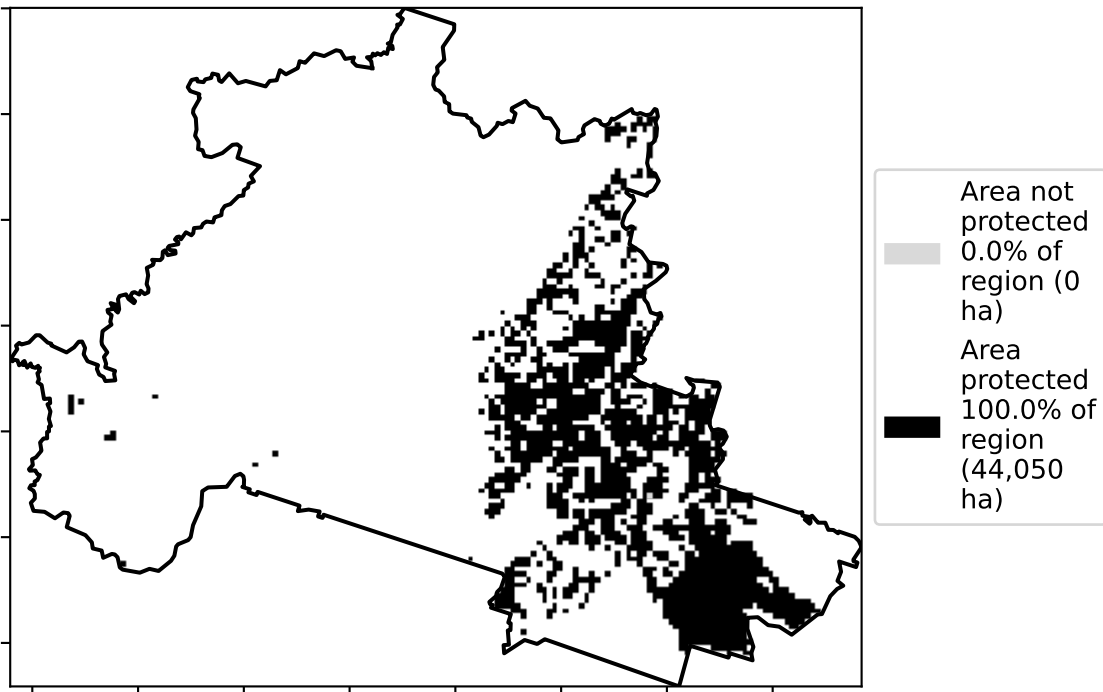 Area not
protected
0.0% of
region (0
ha)
Area
protected
100.0% of
region
(44,050
ha)